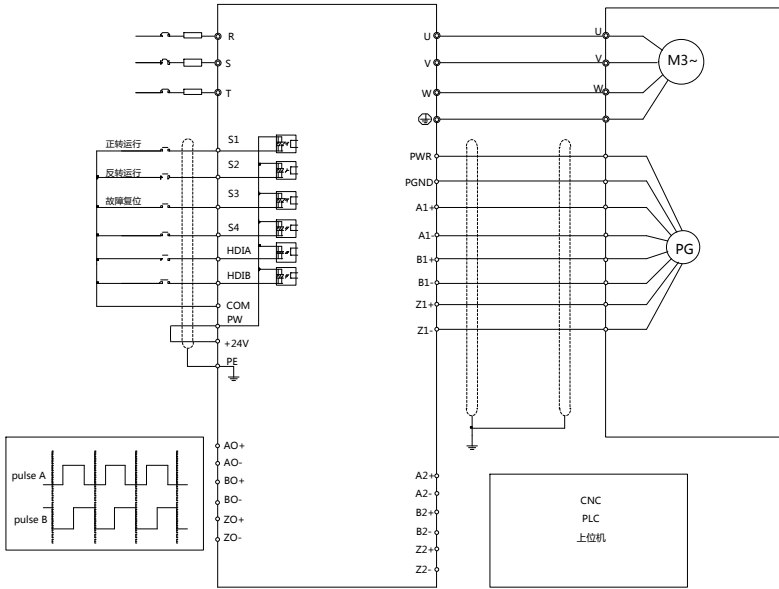 R
S
T
正转运行
S1
反转运行
S2
故障复位
S3
S4
HDIA
HDIB
COM
PW
+24V
PE
AO+
AO-
BO+
BO-
ZO+
ZO-
pulse A
pulse B
U
V
W
PWR
PGND
A1+
A1-
B1+
B1-
Z1+
Z1-
A2+
A2-
B2+
B2-
Z2+
Z2-
U
V
W
M3~
PG
CNC
PLC
上位机